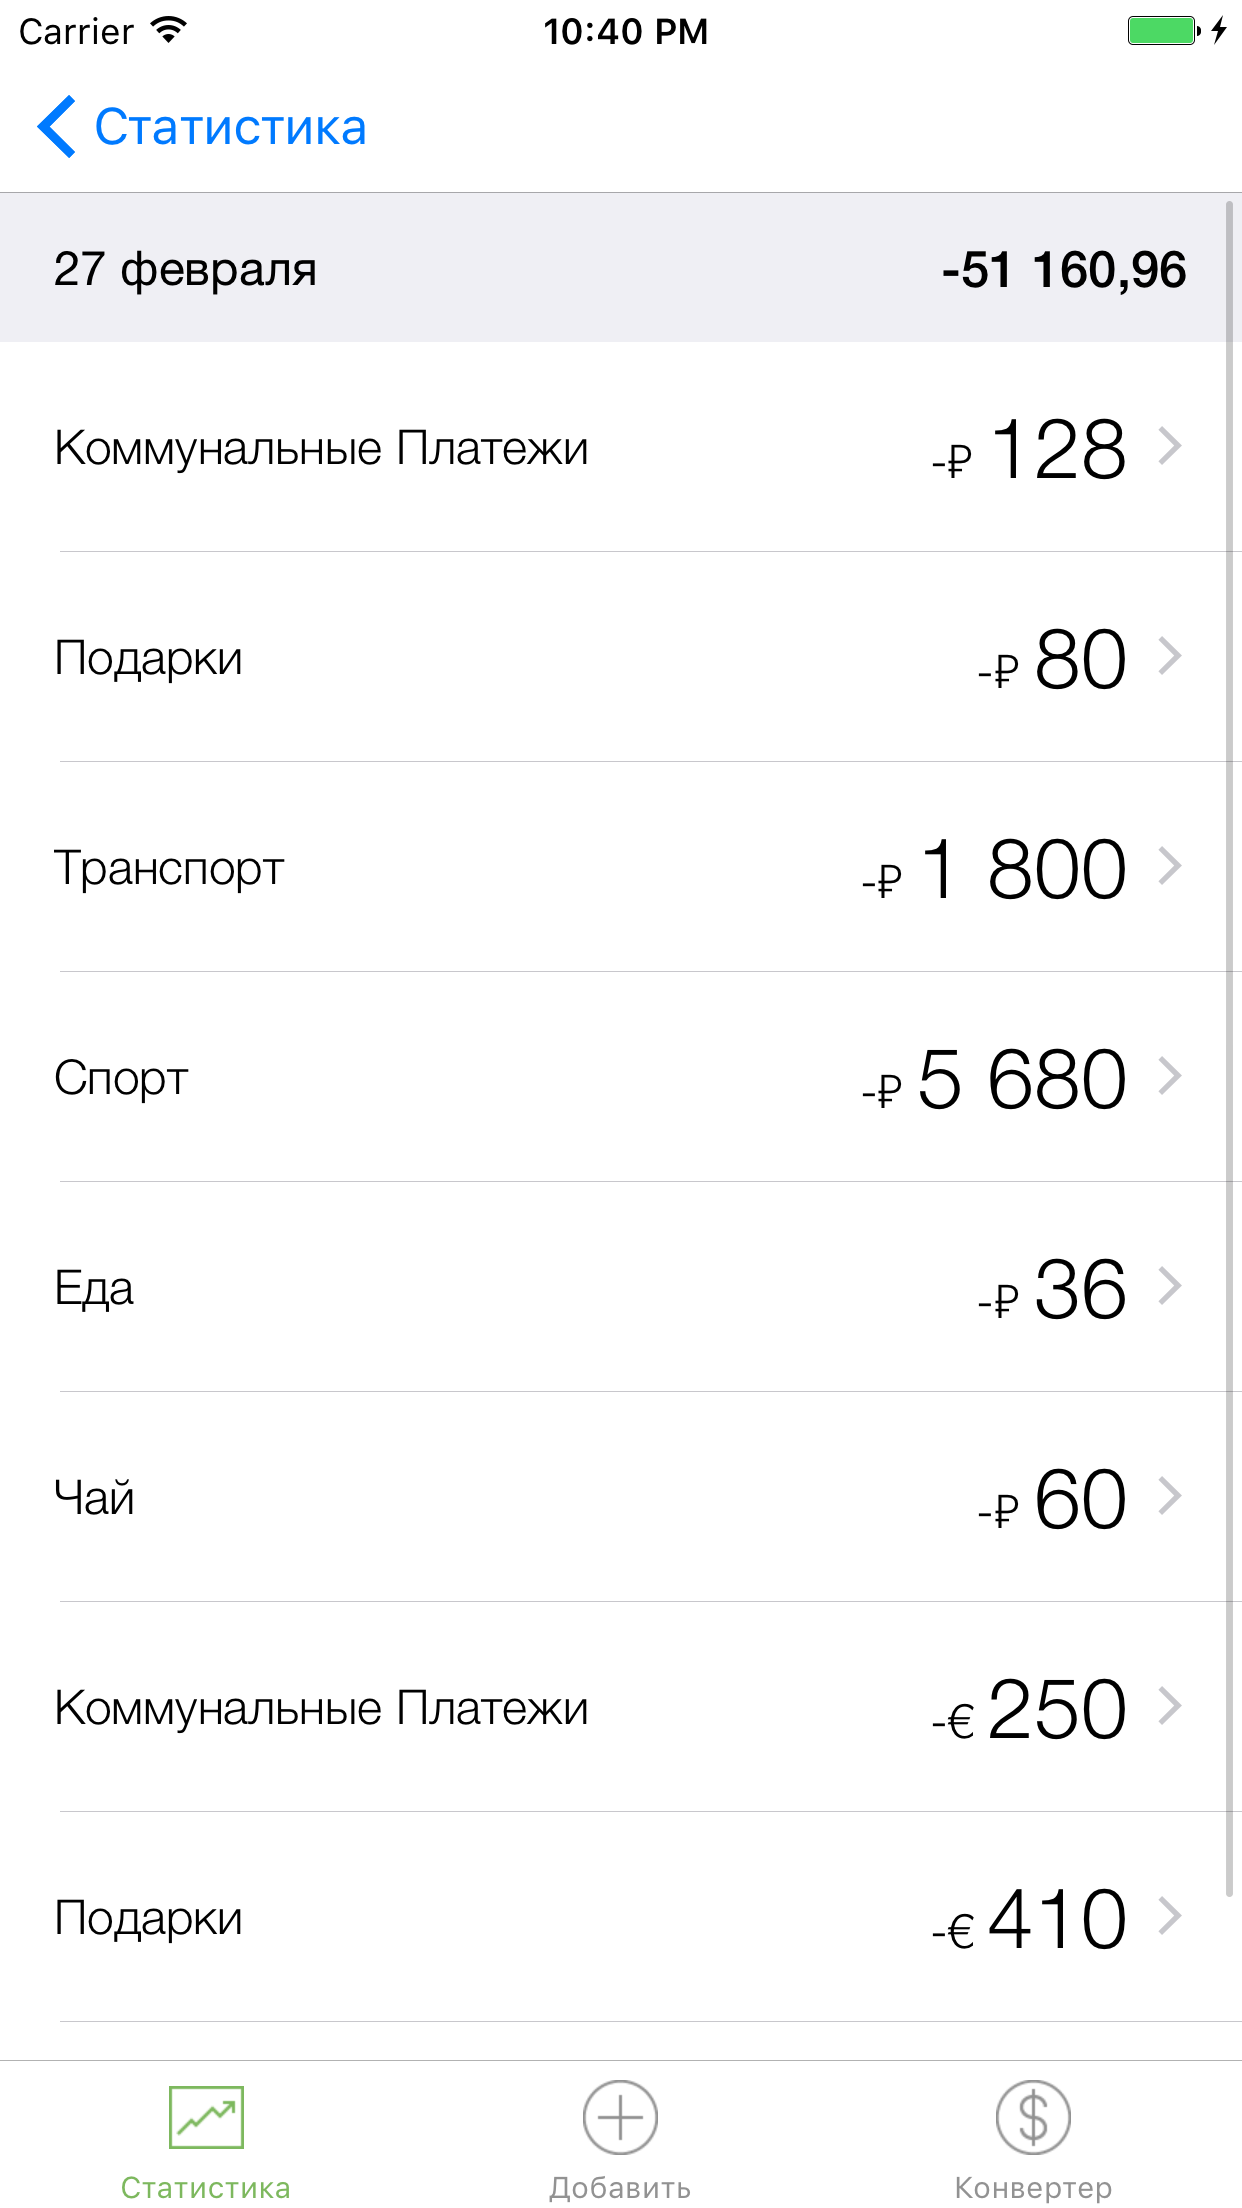 Carrier 10:40 PM
Статистика
27 февраля -51 160,96
Коммунальные Платежи -₽ 128
Подарки -₽ 80
Транспорт -₽ 1 800
Спорт -₽ 5 680
Еда -₽ 36
Чай -₽ 60
Коммунальные Платежи -€ 250
Подарки -€ 410
Статистика Добавить Конвертер